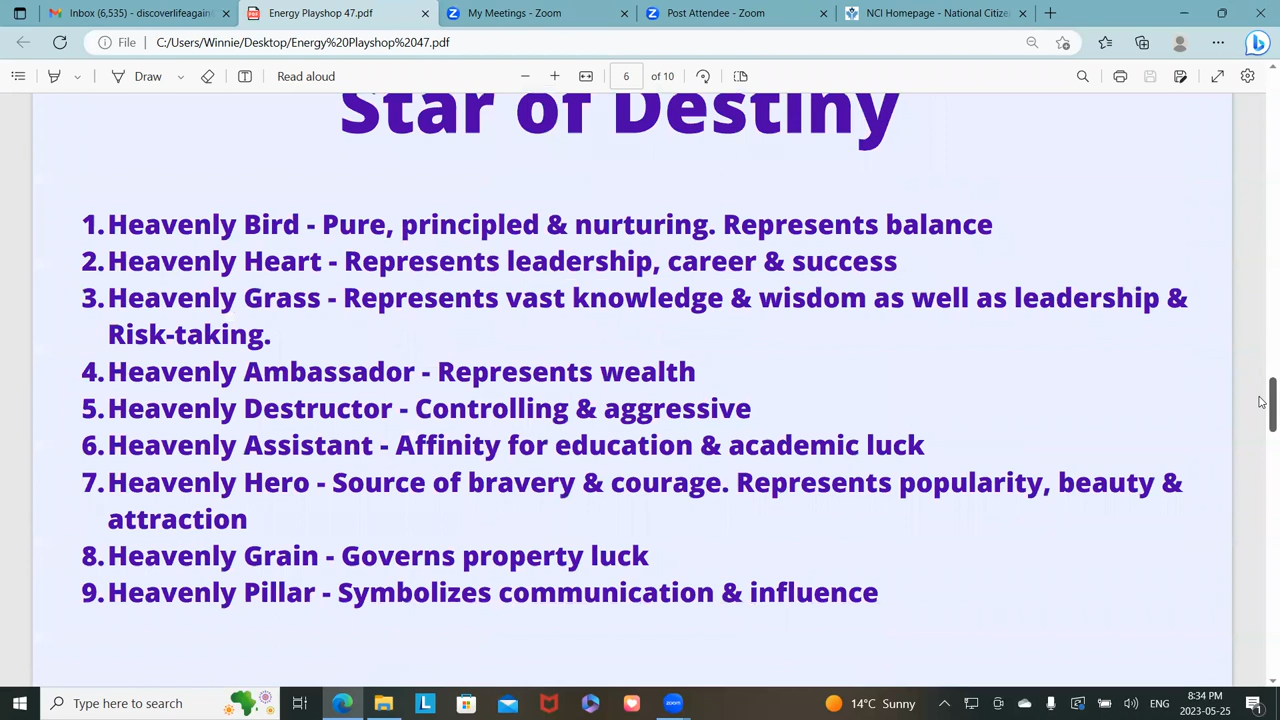 Inbox (6,535) - discoverlifeagain
Energy Playshop 47.pdf
My Meetings - Zoom
Post Attendee - Zoom
NCI Homepage - National Citize
File
C:/Users/Winnie/Desktop/Energy%20Playshop%2047.pdf
Draw
Read aloud
6 of 10
Star of Destiny
1. Heavenly Bird - Pure, principled & nurturing. Represents balance
2. Heavenly Heart - Represents leadership, career & success
3. Heavenly Grass - Represents vast knowledge & wisdom as well as leadership &
Risk-taking.
4. Heavenly Ambassador - Represents wealth
5. Heavenly Destructor - Controlling & aggressive
6. Heavenly Assistant - Affinity for education & academic luck
7. Heavenly Hero - Source of bravery & courage. Represents popularity, beauty &
attraction
8. Heavenly Grain - Governs property luck
9. Heavenly Pillar - Symbolizes communication & influence
Type here to search
L
zoom
14°C Sunny
ENG
8:34 PM
2023-05-25
1